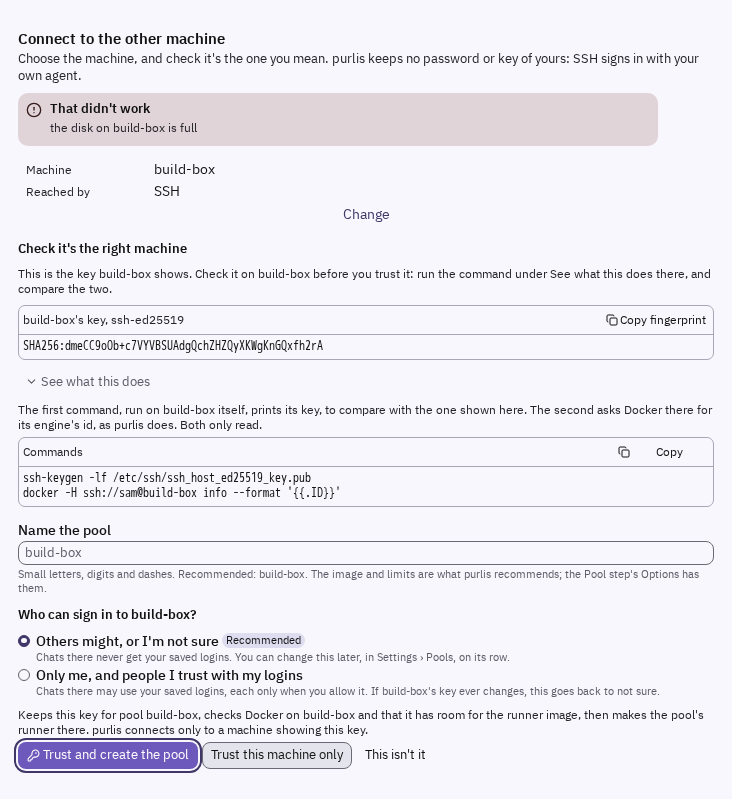 Connect to the other machine
Choose the machine, and check it's the one you mean. purlis keeps no password or key of yours: SSH signs in with your
own agent.
That didn't work
the disk on build-box is full
Machine build-box
Reached by SSH
Change
Check it's the right machine
This is the key build-box shows. Check it on build-box before you trust it: run the command under See what this does there, and
compare the two.
build-box's key, ssh-ed25519 Copy fingerprint
SHA256:dmeCC9oOb+c7VYVBSUAdgQchZHZQyXKWgKnGQxfh2rA
See what this does
The first command, run on build-box itself, prints its key, to compare with the one shown here. The second asks Docker there for
its engine's id, as purlis does. Both only read.
Commands Copy
ssh-keygen -lf /etc/ssh/ssh_host_ed25519_key.pub
docker -H ssh://sam@build-box info --format '{{.ID}}'
Name the pool
build-box
Small letters, digits and dashes. Recommended: build-box. The image and limits are what purlis recommends; the Pool step's Options has
them.
Who can sign in to build-box?
Others might, or I'm not sure Recommended
Chats there never get your saved logins. You can change this later, in Settings › Pools, on its row.
Only me, and people I trust with my logins
Chats there may use your saved logins, each only when you allow it. If build-box's key ever changes, this goes back to not sure.
Keeps this key for pool build-box, checks Docker on build-box and that it has room for the runner image, then makes the pool's
runner there. purlis connects only to a machine showing this key.
Trust and create the pool Trust this machine only This isn't it